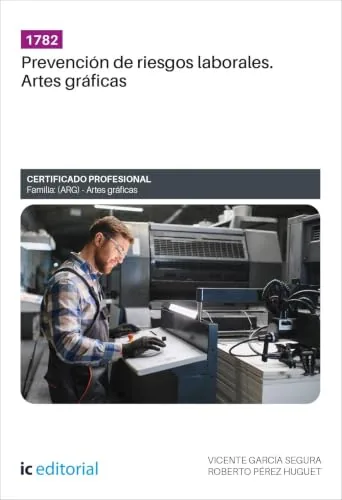 1782
Prevención de riesgos laborales.
Artes gráficas
CERTIFICADO PROFESIONAL
Familia: (ARG) - Artes gráficas
VICENTE GARCÍA SEGURA
ROBERTO PÉREZ HUGUET
ic editorial